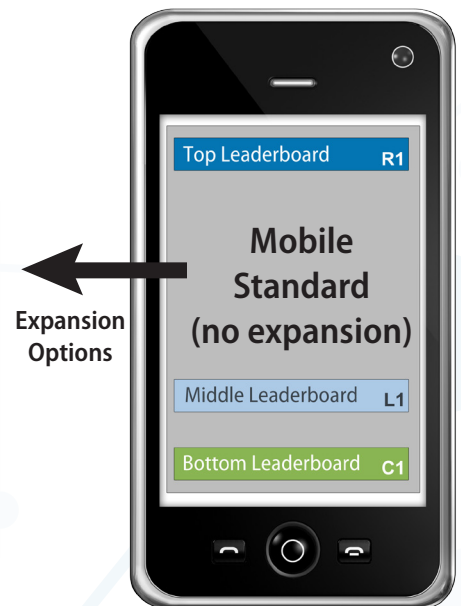 Top Leaderboard R1
Mobile
Standard
(no expansion)
Expansion
Options
Middle Leaderboard L1
Bottom Leaderboard C1